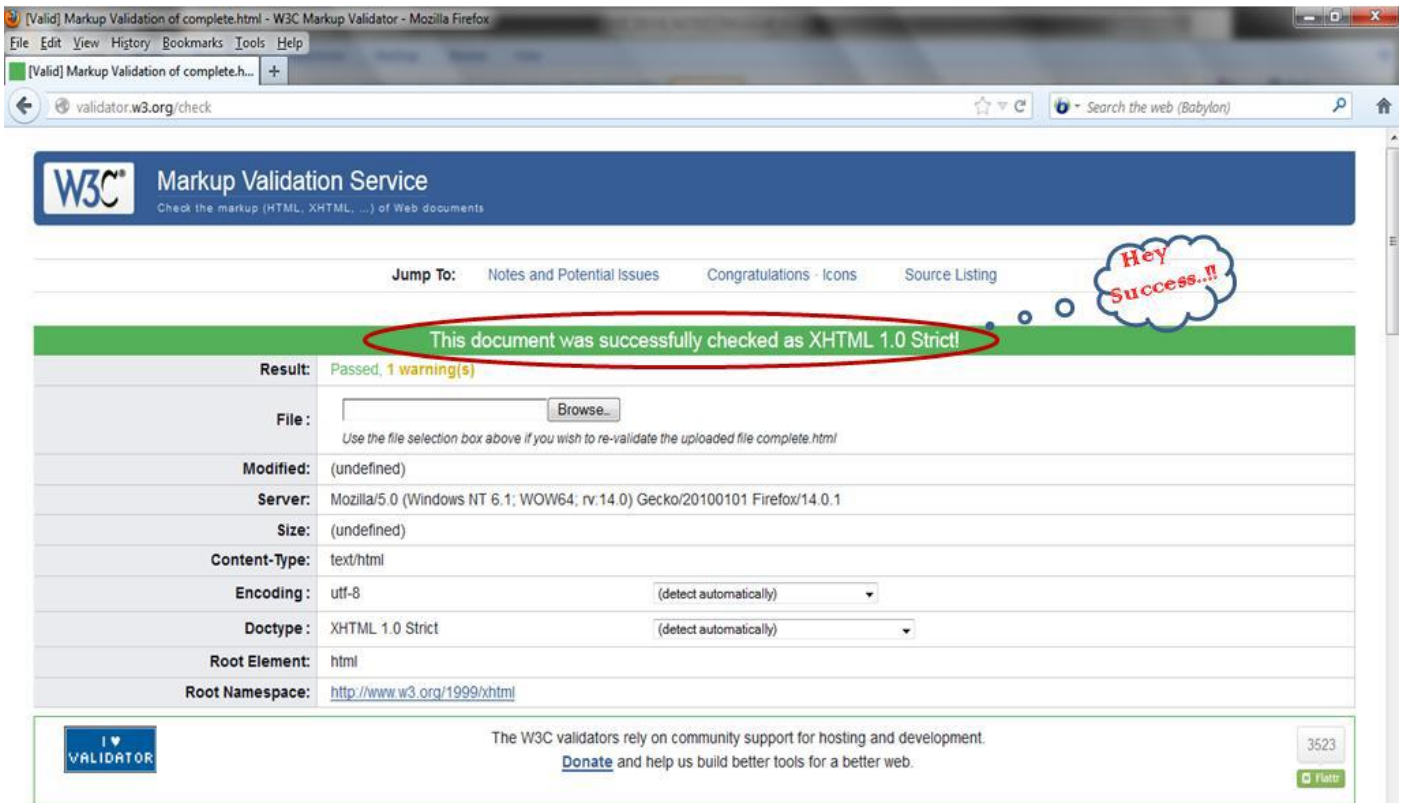 [Valid] Markup Validation of complete.html - W3C Markup Validator - Mozilla Firefox
File Edit View History Bookmarks Tools Help
[Valid] Markup Validation of complete.h... +
validator.w3.org/check
Search the web (Babylon)
W3C®
Markup Validation Service
Check the markup (HTML, XHTML, ...) of Web documents
Jump To: Notes and Potential Issues Congratulations · Icons Source Listing
Hey
Success..!!
This document was successfully checked as XHTML 1.0 Strict!
Result: Passed, 1 warning(s)
File : Browse...
Use the file selection box above if you wish to re-validate the uploaded file complete.html
Modified: (undefined)
Server: Mozilla/5.0 (Windows NT 6.1; WOW64; rv:14.0) Gecko/20100101 Firefox/14.0.1
Size: (undefined)
Content-Type: text/html
Encoding : utf-8 (detect automatically)
Doctype : XHTML 1.0 Strict (detect automatically)
Root Element: html
Root Namespace: http://www.w3.org/1999/xhtml
I ♥
VALIDATOR
The W3C validators rely on community support for hosting and development.
Donate and help us build better tools for a better web.
3523
Flattr